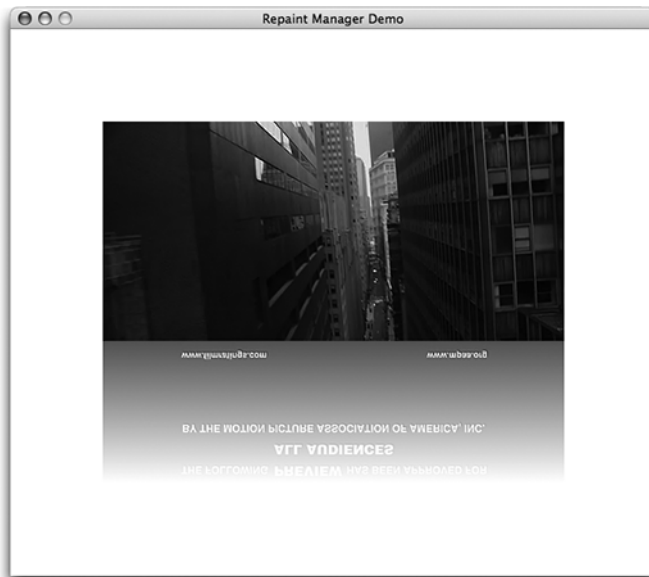 Repaint Manager Demo
www.filmratings.com www.mpaa.org
BY THE MOTION PICTURE ASSOCIATION OF AMERICA, INC.
ALL AUDIENCES
THE FOLLOWING PREVIEW HAS BEEN APPROVED FOR